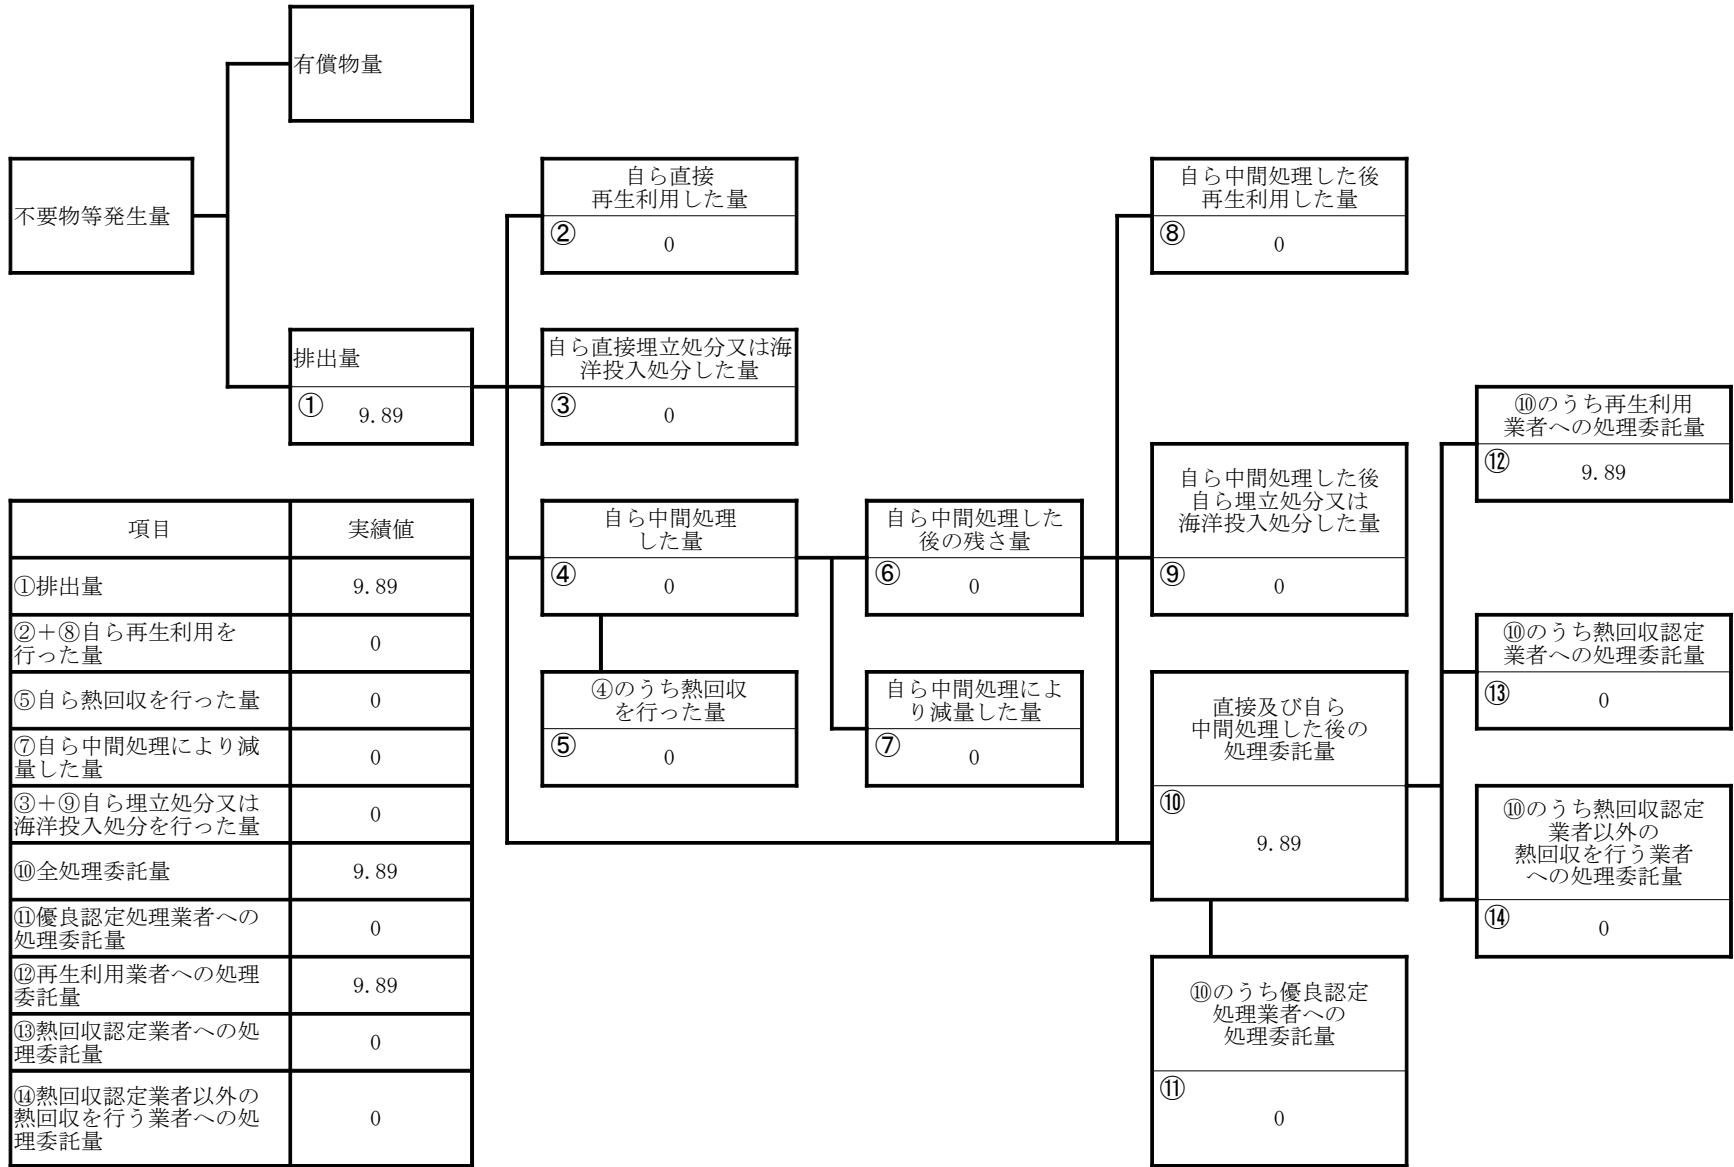 有償物量
不要物等発生量
自ら直接
再生利用した量
②
0
自ら中間処理した後
再生利用した量
⑧
0
排出量
①
9.89
自ら直接埋立処分又は海
洋投入処分した量
③
0
⑩のうち再生利用
業者への処理委託量
⑫
9.89
自ら中間処理
した量
④
0
自ら中間処理した
後の残さ量
⑥
0
自ら中間処理した後
自ら埋立処分又は
海洋投入処分した量
⑨
0
④のうち熱回収
を行った量
⑤
0
自ら中間処理によ
り減量した量
⑦
0
直接及び自ら
中間処理した後の
処理委託量
⑩
9.89
⑩のうち熱回収認定
業者への処理委託量
⑬
0
⑩のうち熱回収認定
業者以外の
熱回収を行う業者
への処理委託量
⑭
0
⑩のうち優良認定
処理業者への
処理委託量
⑪
0
項目 実績値
①排出量 9.89
②+⑧自ら再生利用を
行った量 0
⑤自ら熱回収を行った量 0
⑦自ら中間処理により減
量した量 0
③+⑨自ら埋立処分又は
海洋投入処分を行った量 0
⑩全処理委託量 9.89
⑪優良認定処理業者への
処理委託量 0
⑫再生利用業者への処理
委託量 9.89
⑬熱回収認定業者への処
理委託量 0
⑭熱回収認定業者以外の
熱回収を行う業者への処
理委託量 0